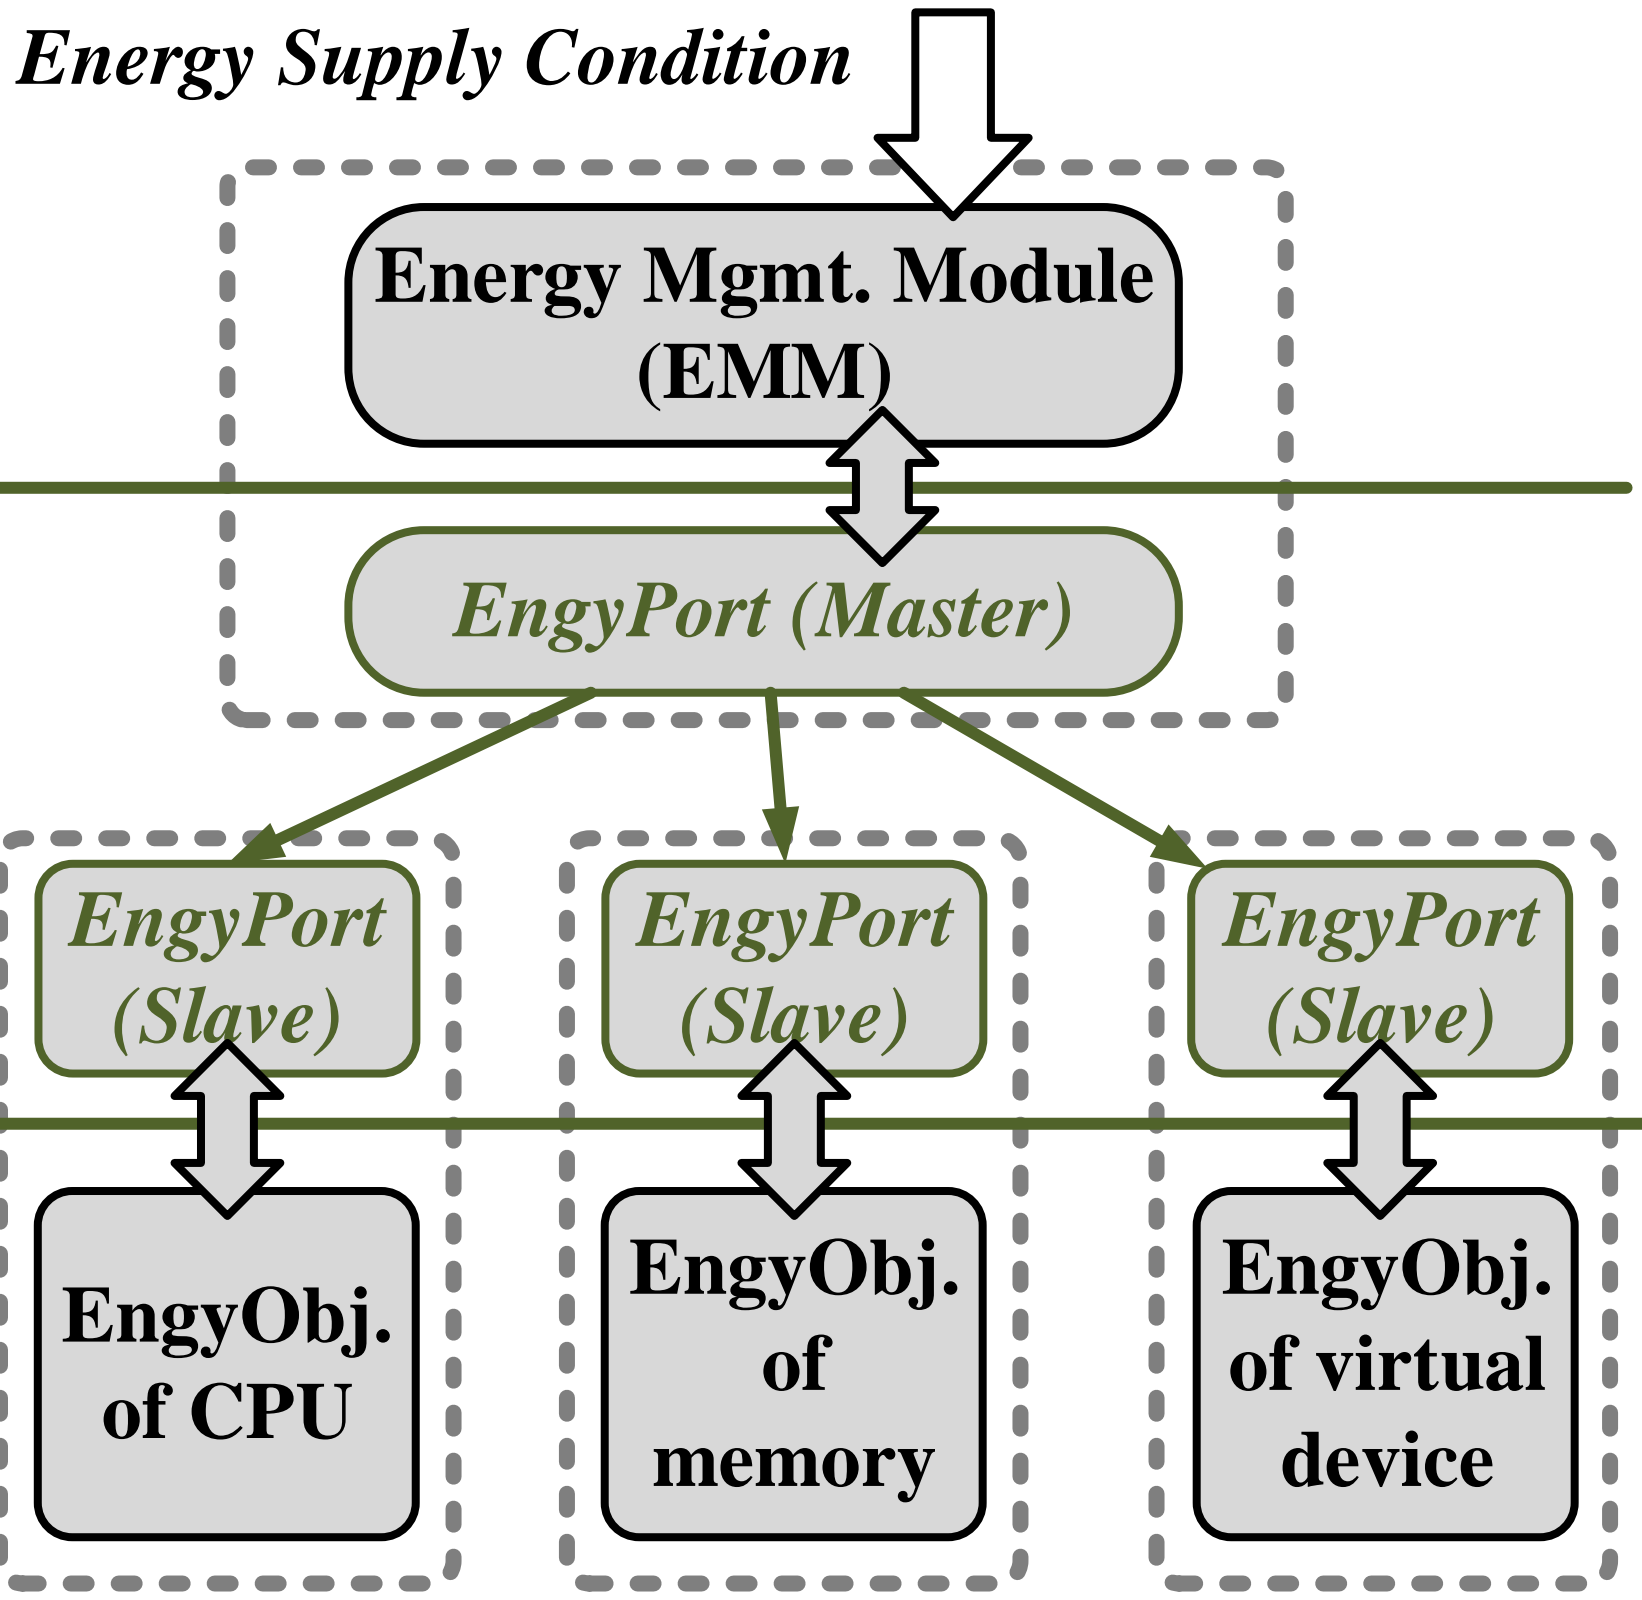 Energy Supply Condition
Energy Mgmt. Module
(EMM)
EngyPort (Master)
EngyPort
(Slave)
EngyPort
(Slave)
EngyPort
(Slave)
EngyObj.
of CPU
EngyObj.
of
memory
EngyObj.
of virtual
device